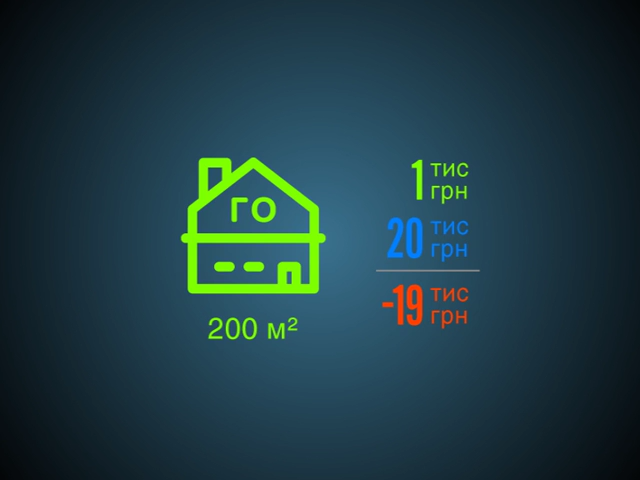 ГО
200 м²
1 тис
грн
20 тис
грн
-19 тис
грн